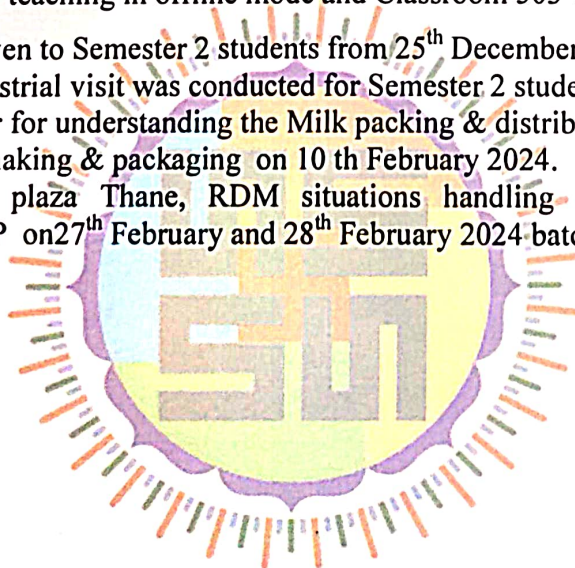 teaching in offline mode and Classroom
en to Semester 2 students from 25th December
strial visit was conducted for Semester 2 stude
r for understanding the Milk packing & distrib
aking & packaging on 10 th February 2024.
plaza Thane, RDM situations handling
P on27th February and 28th February 2024 batc